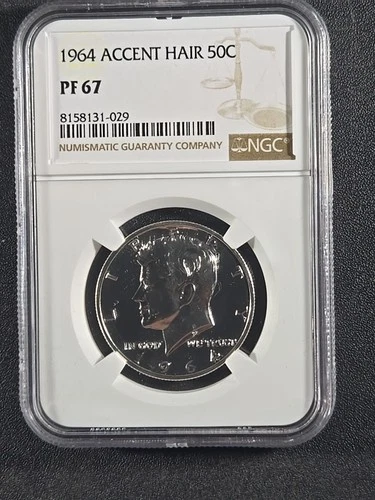 1964 ACCENT HAIR 50C
PF 67
8158131-029
NUMISMATIC GUARANTY COMPANY
NGC
LIBERTY
IN GOD WE TRUST
1964